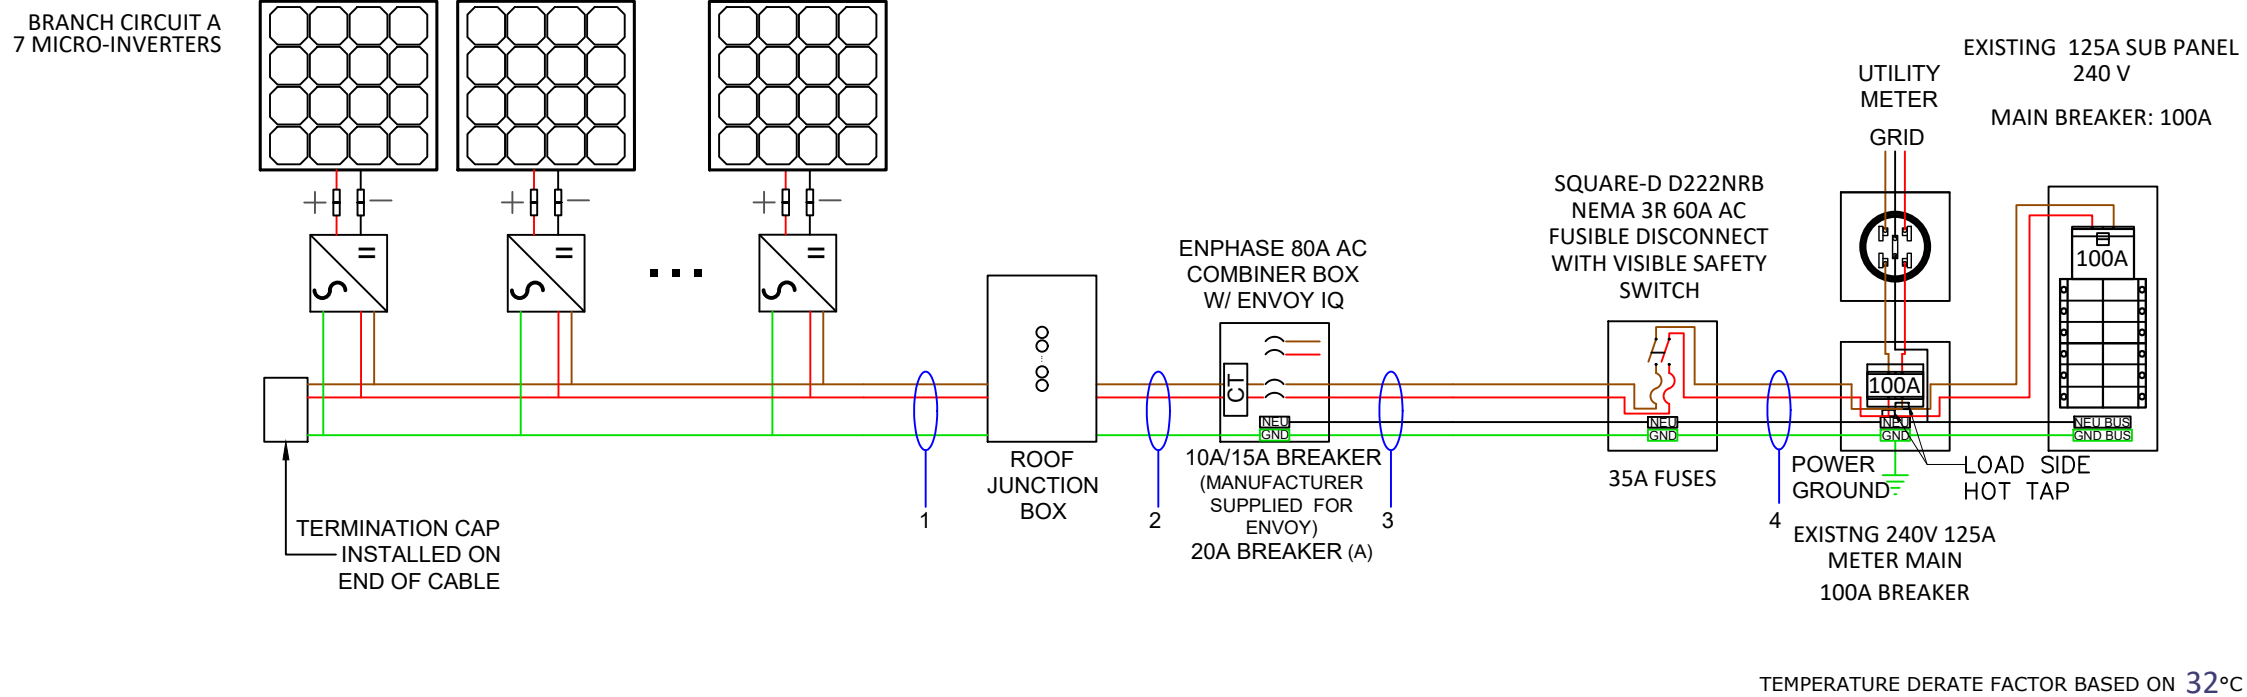 BRANCH CIRCUIT A
7 MICRO-INVERTERS
TERMINATION CAP
INSTALLED ON
END OF CABLE
1
ROOF
JUNCTION
BOX
2
ENPHASE 80A AC
COMBINER BOX
W/ ENVOY IQ
CT
NEU
GND
10A/15A BREAKER
(MANUFACTURER
SUPPLIED FOR
ENVOY)
20A BREAKER (A)
3
SQUARE-D D222NRB
NEMA 3R 60A AC
FUSIBLE DISCONNECT
WITH VISIBLE SAFETY
SWITCH
NEU
GND
35A FUSES
4
UTILITY
METER
GRID
100A
NEU
GND
POWER
GROUND
LOAD SIDE
HOT TAP
EXISTNG 240V 125A
METER MAIN
100A BREAKER
EXISTING 125A SUB PANEL
240 V
MAIN BREAKER: 100A
100A
NEU BUS
GND BUS
TEMPERATURE DERATE FACTOR BASED ON 32°C